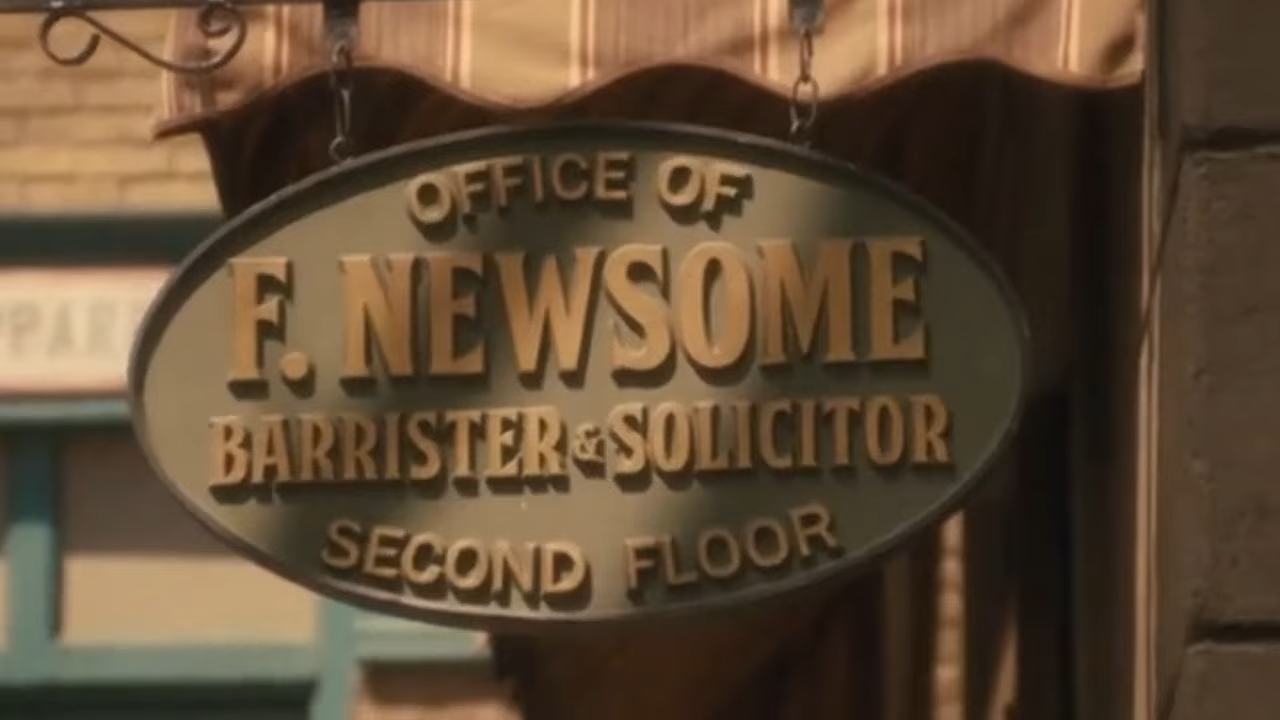 OFFICE OF
F. NEWSOME
BARRISTER & SOLICITOR
SECOND FLOOR